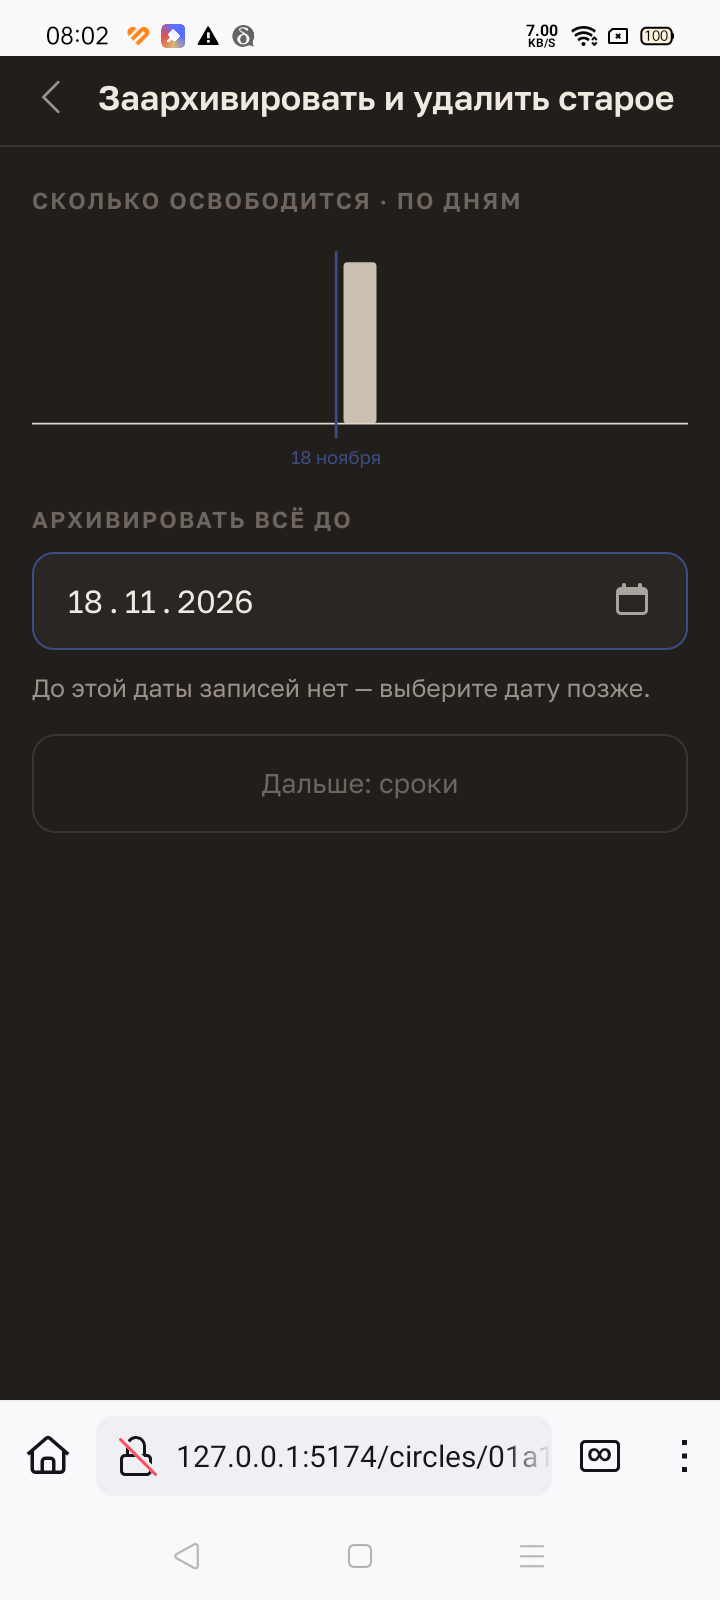 08:02
7.00
KB/S
100
Заархивировать и удалить старое
СКОЛЬКО ОСВОБОДИТСЯ · ПО ДНЯМ
18 ноября
АРХИВИРОВАТЬ ВСЁ ДО
18.11.2026
До этой даты записей нет — выберите дату позже.
Дальше: сроки
127.0.0.1:5174/circles/01a1